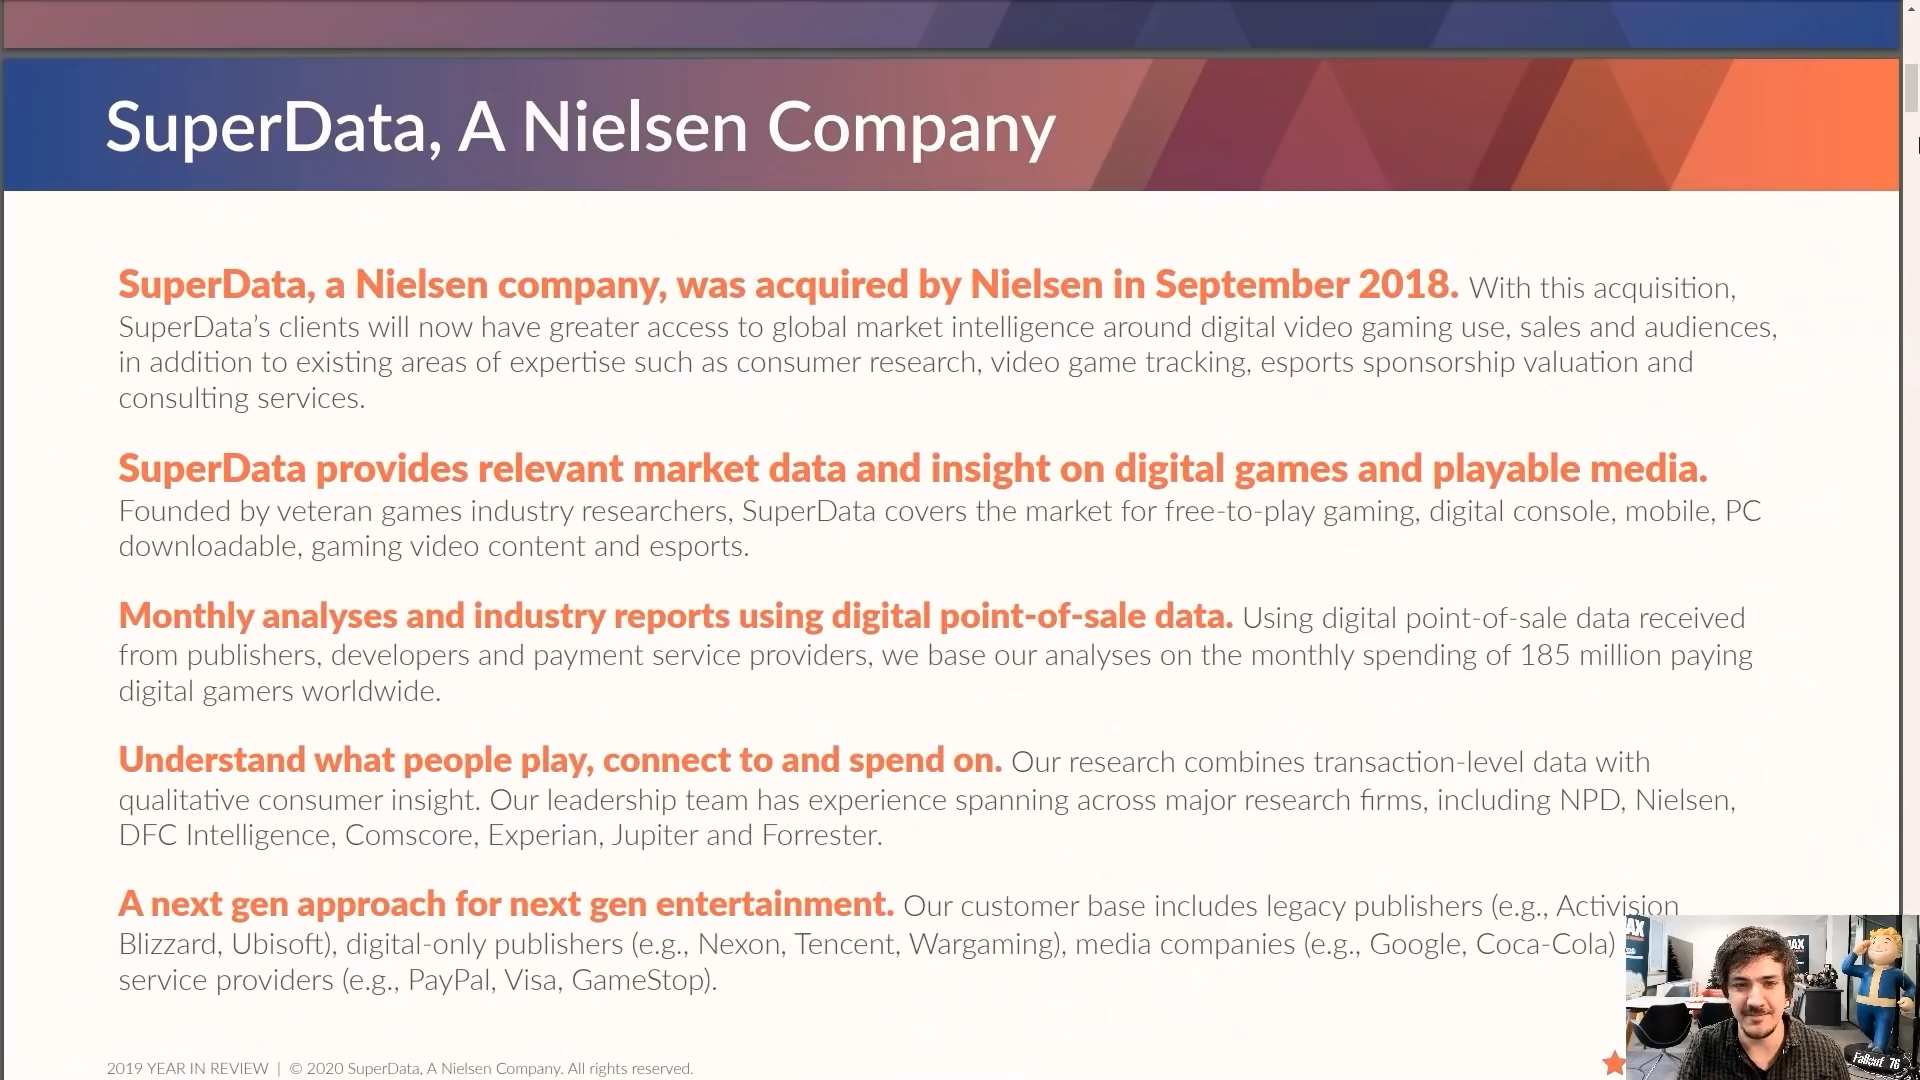 SuperData, A Nielsen Company
SuperData, a Nielsen company, was acquired by Nielsen in September 2018. With this acquisition,
SuperData’s clients will now have greater access to global market intelligence around digital video gaming use, sales and audiences,
in addition to existing areas of expertise such as consumer research, video game tracking, esports sponsorship valuation and
consulting services.
SuperData provides relevant market data and insight on digital games and playable media.
Founded by veteran games industry researchers, SuperData covers the market for free-to-play gaming, digital console, mobile, PC
downloadable, gaming video content and esports.
Monthly analyses and industry reports using digital point-of-sale data. Using digital point-of-sale data received
from publishers, developers and payment service providers, we base our analyses on the monthly spending of 185 million paying
digital gamers worldwide.
Understand what people play, connect to and spend on. Our research combines transaction-level data with
qualitative consumer insight. Our leadership team has experience spanning across major research firms, including NPD, Nielsen,
DFC Intelligence, Comscore, Experian, Jupiter and Forrester.
A next gen approach for next gen entertainment. Our customer base includes legacy publishers (e.g., Activision
Blizzard, Ubisoft), digital-only publishers (e.g., Nexon, Tencent, Wargaming), media companies (e.g., Google, Coca-Cola)
service providers (e.g., PayPal, Visa, GameStop).
2019 YEAR IN REVIEW | © 2020 SuperData, A Nielsen Company. All rights reserved.
Fallout 76